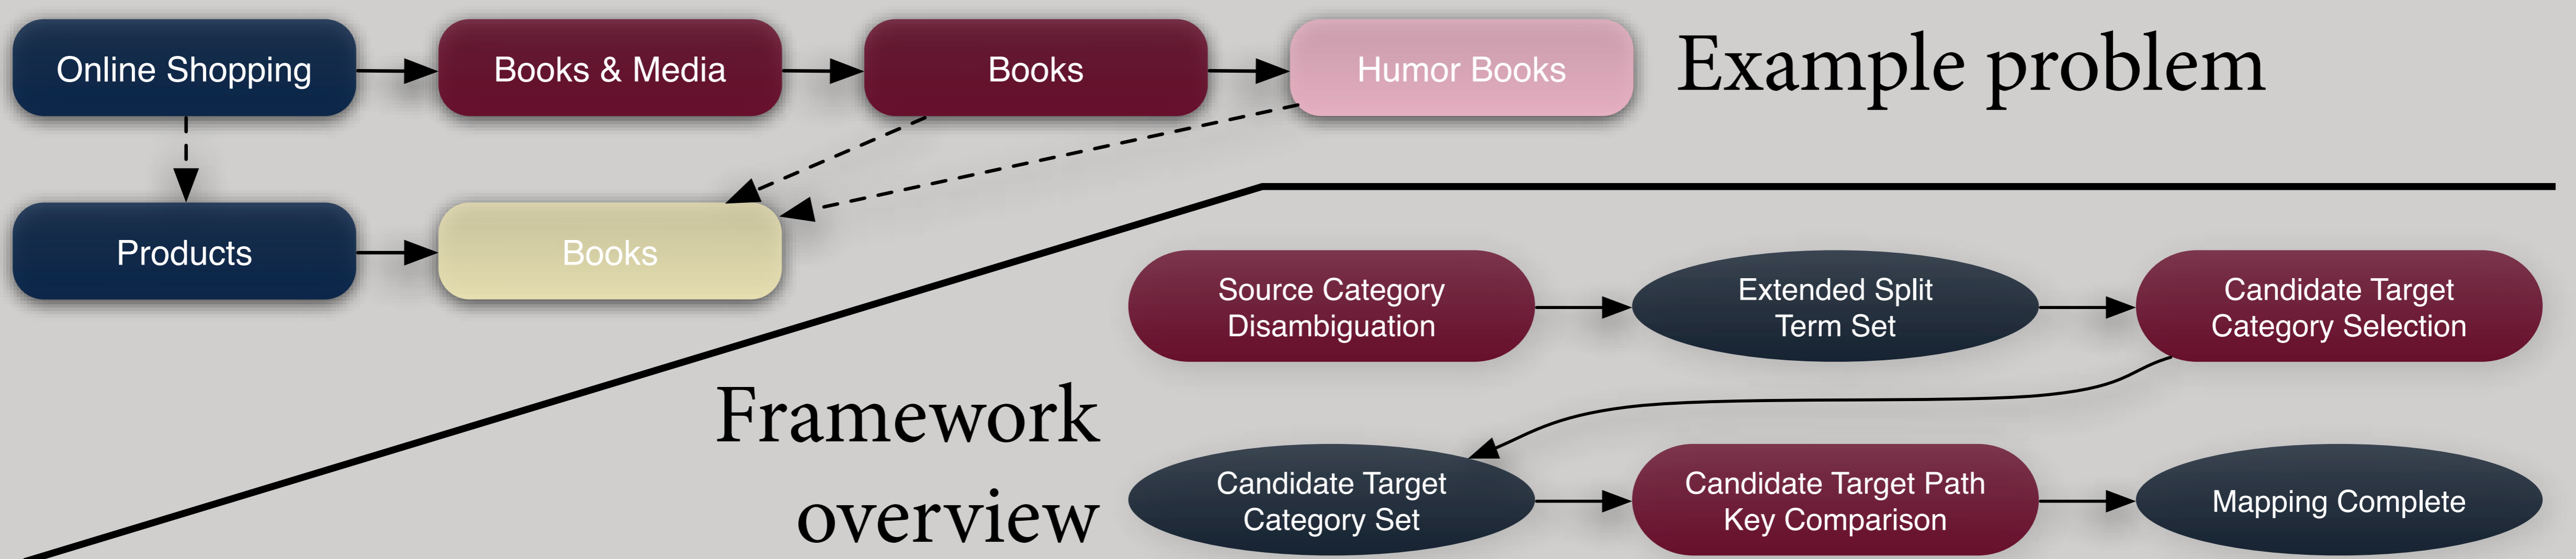 Online Shopping
Books & Media
Books
Humor Books
Example problem
Products
Books
Framework
overview
Source Category
Disambiguation
Extended Split
Term Set
Candidate Target
Category Selection
Candidate Target
Category Set
Candidate Target Path
Key Comparison
Mapping Complete